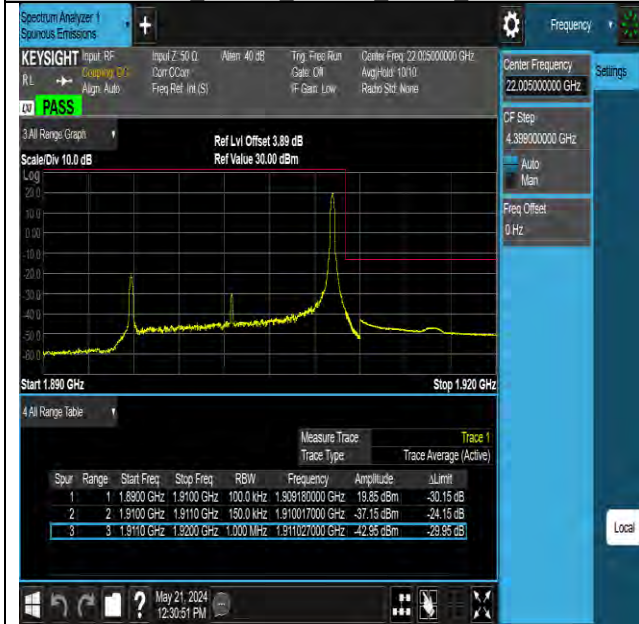 Spectrum Analyzer 1
Spurious Emissions
Frequency
KEYSIGHT Input: RF
Input Z: 50 Ω Atten: 40 dB Trig: Free Run Center Freq: 22.005000000 GHz
RL Coupling: DC Corr CCorr Gate: Off Avg|Hold: 10/10
Align: Auto Freq Ref: Int (S) IF Gain: Low Radio Std: None
PASS
Center Frequency
22.005000000 GHz
Settings
CF Step
4.399000000 GHz
Auto
Man
Freq Offset
0 Hz
3 All Range Graph
Ref Lvl Offset 3.89 dB
Scale/Div 10.0 dB Ref Value 30.00 dBm
Log
20.0
10.0
0.00
-10.0
-20.0
-30.0
-40.0
-50.0
-60.0
Start 1.890 GHz Stop 1.920 GHz
4 All Range Table
Measure Trace Trace 1
Trace Type Trace Average (Active)
Spur Range Start Freq Stop Freq RBW Frequency Amplitude ΔLimit
1 1 1.8900 GHz 1.9100 GHz 100.0 kHz 1.909180000 GHz 19.85 dBm -30.15 dB
2 2 1.9100 GHz 1.9110 GHz 150.0 kHz 1.910017000 GHz -37.15 dBm -24.15 dB
3 3 1.9110 GHz 1.9200 GHz 1.000 MHz 1.911027000 GHz -42.95 dBm -29.95 dB
Local
May 21, 2024
12:30:51 PM